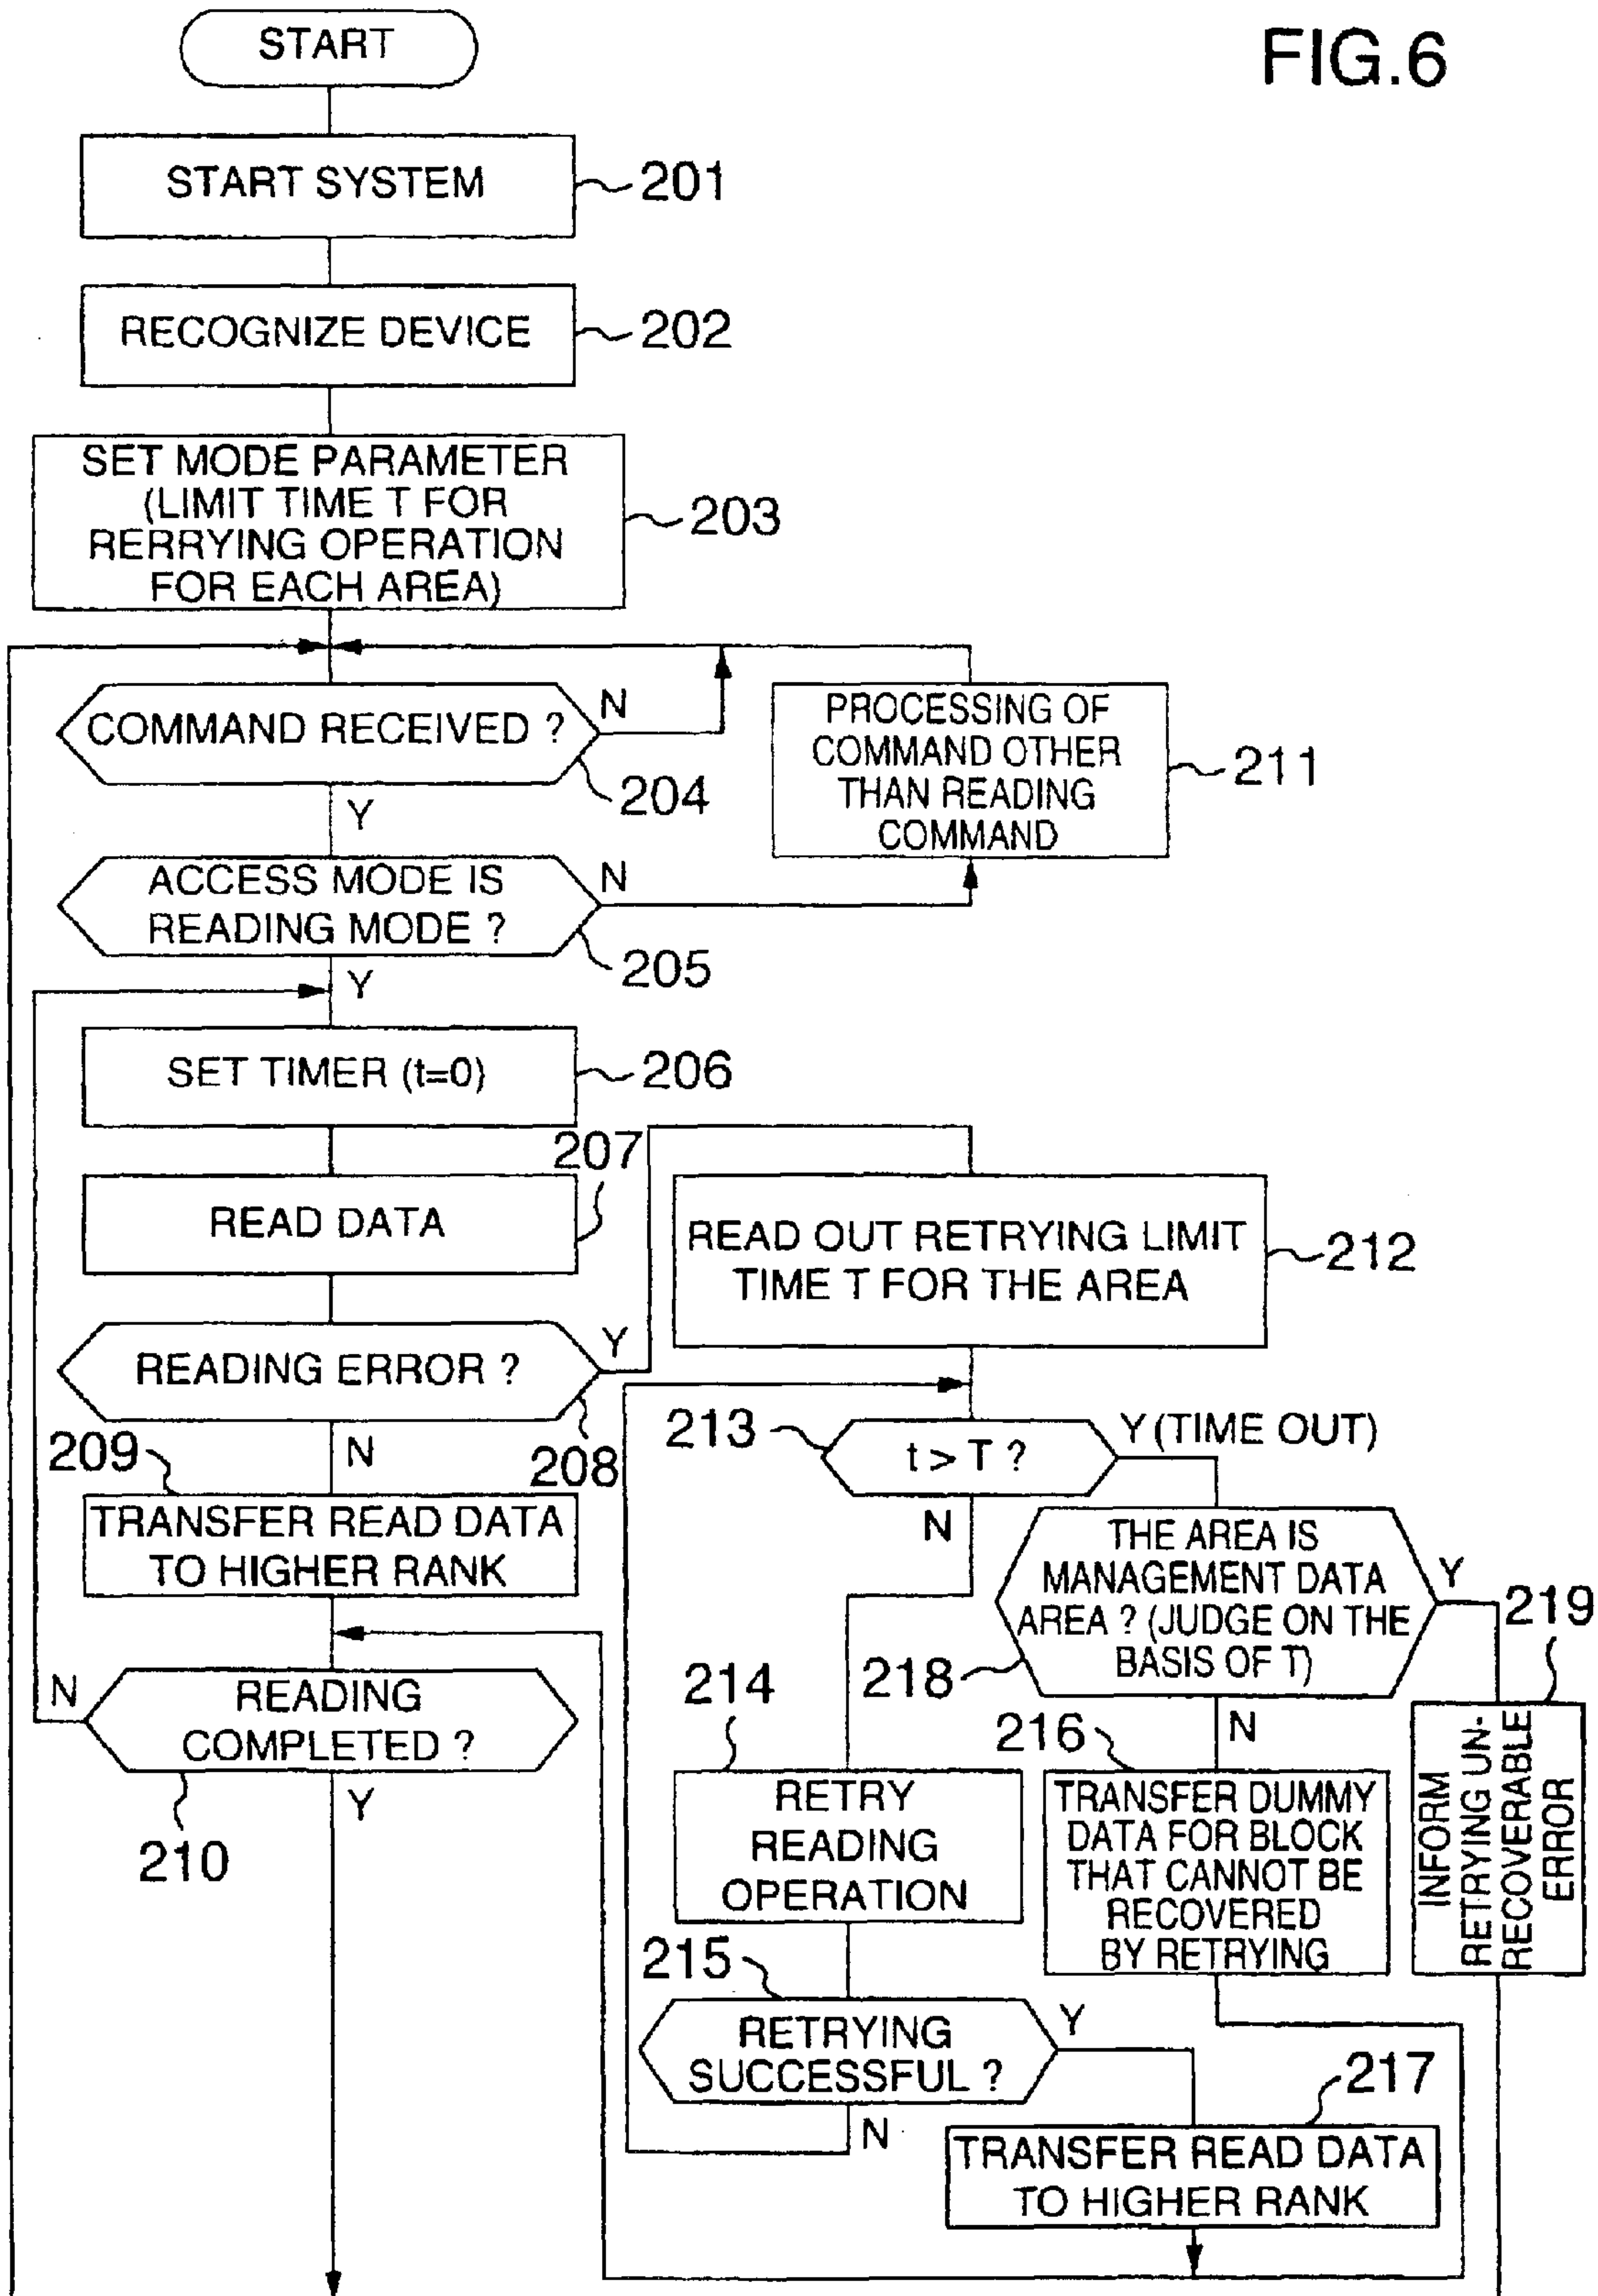 FIG.6
START
START SYSTEM
201
RECOGNIZE DEVICE
202
SET MODE PARAMETER
(LIMIT TIME T FOR
RERRYING OPERATION
FOR EACH AREA)
203
COMMAND RECEIVED ?
N
204
Y
PROCESSING OF
COMMAND OTHER
THAN READING
COMMAND
211
ACCESS MODE IS
READING MODE ?
N
205
Y
SET TIMER (t=0)
206
207
READ DATA
READ OUT RETRYING LIMIT
TIME T FOR THE AREA
212
READING ERROR ?
Y
208
N
209
TRANSFER READ DATA
TO HIGHER RANK
213
t > T ?
Y (TIME OUT)
N
THE AREA IS
MANAGEMENT DATA
AREA ? (JUDGE ON THE
BASIS OF T)
Y
218
N
219
INFORM
RETRYING UN-
RECOVERABLE
ERROR
N
READING
COMPLETED ?
210
Y
214
RETRY
READING
OPERATION
216
TRANSFER DUMMY
DATA FOR BLOCK
THAT CANNOT BE
RECOVERED
BY RETRYING
215
RETRYING
SUCCESSFUL ?
Y
N
217
TRANSFER READ DATA
TO HIGHER RANK